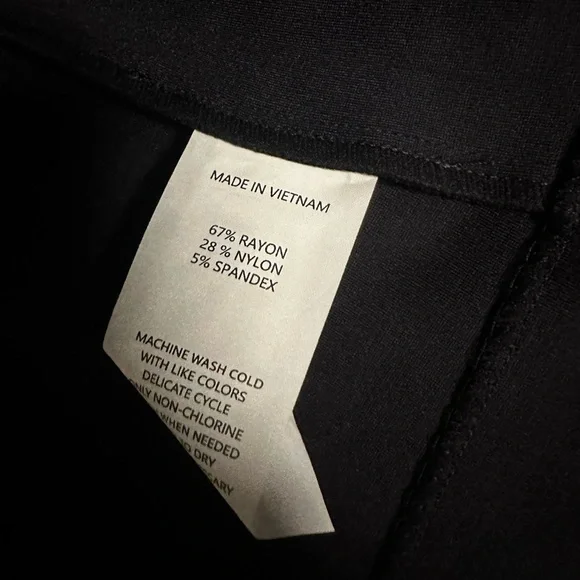 MADE IN VIETNAM
67% RAYON
28 % NYLON
5% SPANDEX
MACHINE WASH COLD
WITH LIKE COLORS
DELICATE CYCLE
ONLY NON-CHLORINE
WHEN NEEDED
DRY